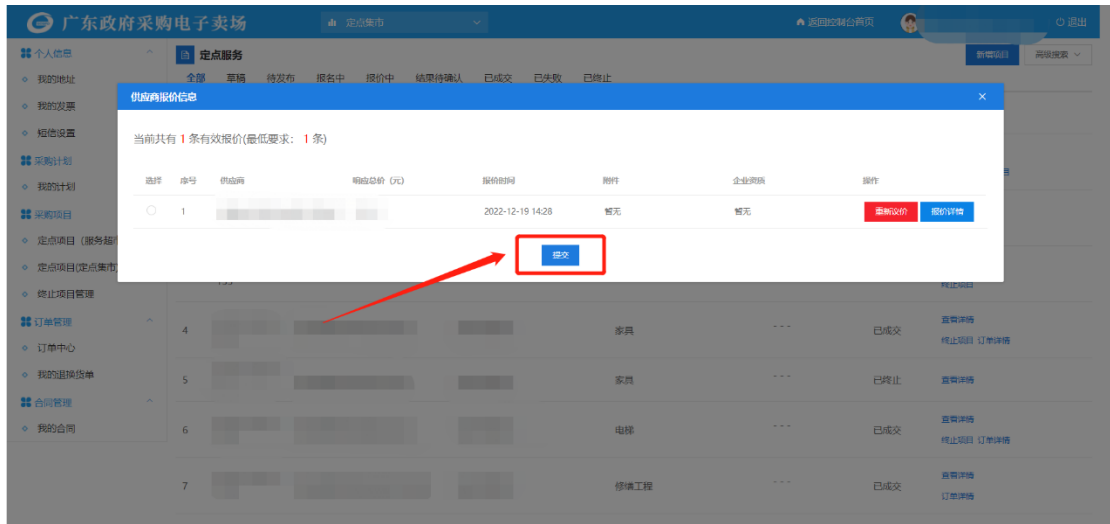 广东政府采购电子卖场
定点集市
返回控制台首页
退出
个人信息
我的地址
我的发票
短信设置
采购计划
我的计划
采购项目
定点项目（服务超
定点项目(定点集市
终止项目管理
订单管理
订单中心
我的退换货单
合同管理
我的合同
定点服务
新增项目 高级搜索
全部 草稿 待发布 报名中 报价中 结果待确认 已成交 已失败 已终止
供应商报价信息 ×
当前共有 1 条有效报价(最低要求： 1 条)
选择 序号 供应商 响应总价（元） 报价时间 附件 企业资质 操作
1 2022-12-19 14:28 暂无 暂无 重新议价 报价详情
提交
终止项目
4 家具 --- 已成交 查看详情
终止项目 订单详情
5 家具 --- 已终止 查看详情
6 电梯 --- 已成交 查看详情
终止项目 订单详情
7 修缮工程 --- 已成交 查看详情
订单详情